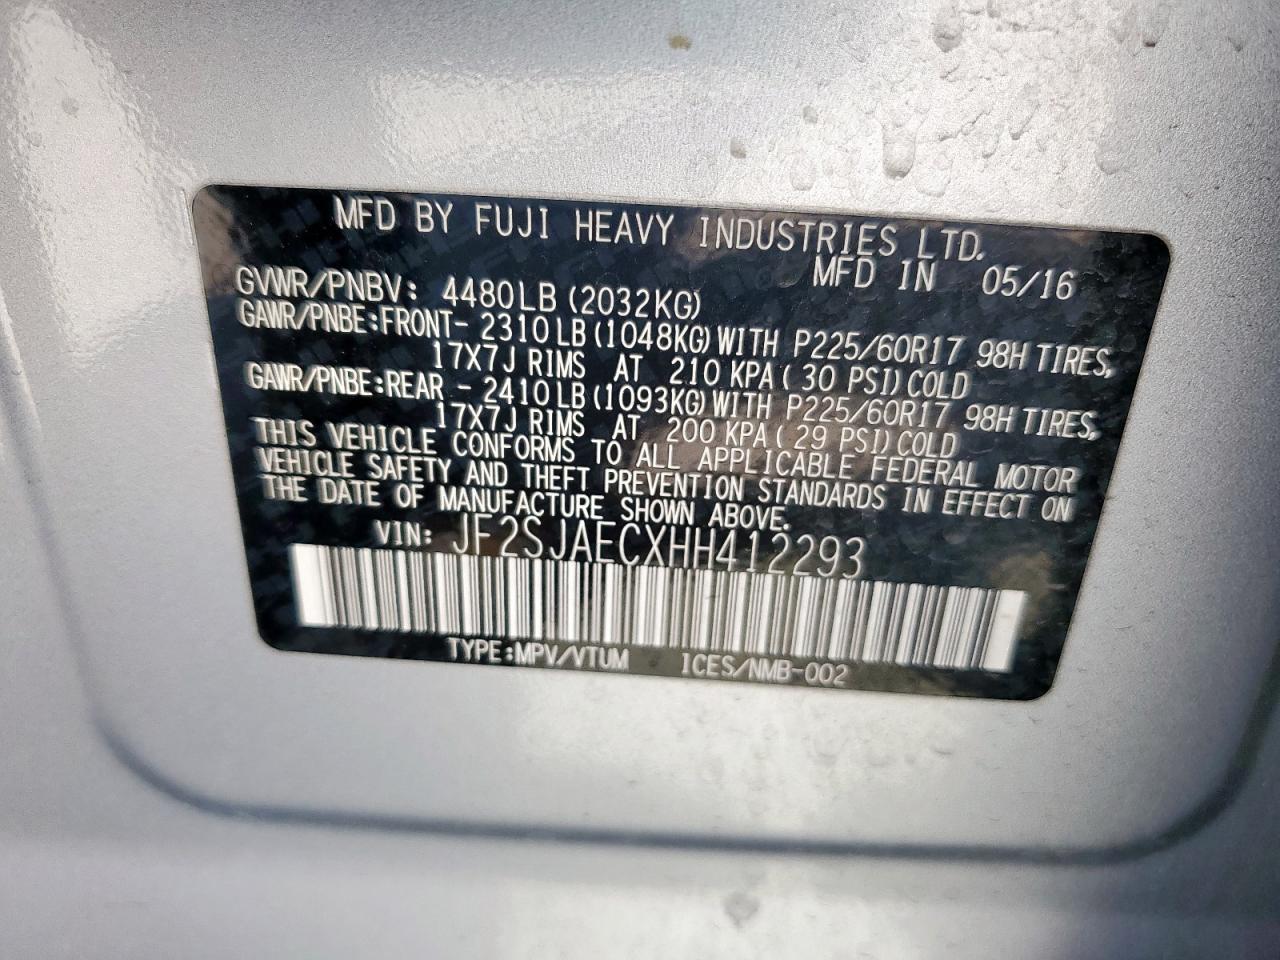 MFD BY FUJI HEAVY INDUSTRIES LTD.
MFD IN 05/16
GVWR/PNBV: 4480LB (2032KG)
GAWR/PNBE:FRONT- 2310LB (1048KG) WITH P225/60R17 98H TIRES,
17X7J RIMS AT 210 KPA( 30 PSI) COLD
GAWR/PNBE:REAR - 2410LB (1093KG) WITH P225/60R17 98H TIRES,
17X7J RIMS AT 200 KPA( 29 PSI) COLD
THIS VEHICLE CONFORMS TO ALL APPLICABLE FEDERAL MOTOR
VEHICLE SAFETY AND THEFT PREVENTION STANDARDS IN EFFECT ON
THE DATE OF MANUFACTURE SHOWN ABOVE.
VIN: JF2SJAECXHH412293
TYPE:MPV/VTUM ICES/NMB-002